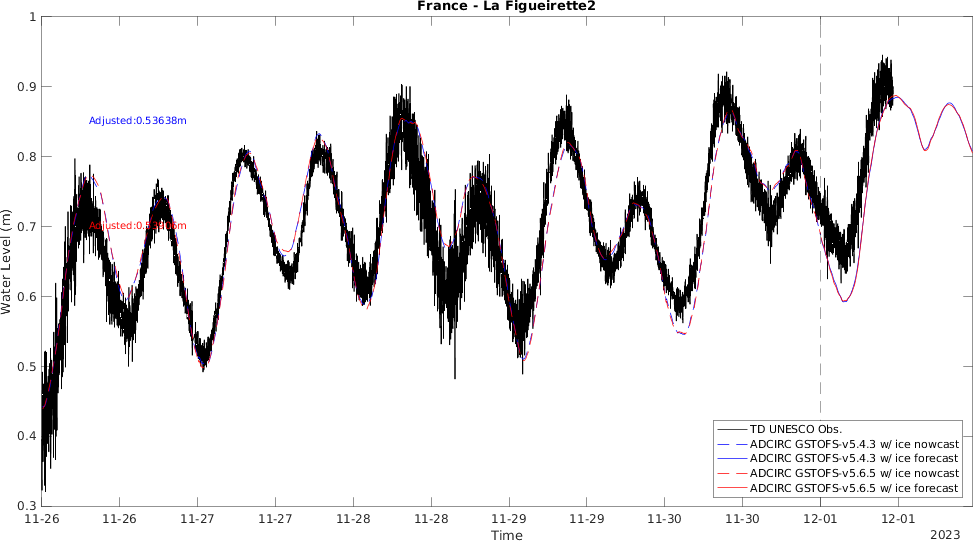 France - La Figueirette2
1
0.9
0.8
0.7
0.6
0.5
0.4
0.3
Water Level (m)
Adjusted:0.53638m
TD UNESCO Obs.
ADCIRC GSTOFS-v5.4.3 w/ ice nowcast
ADCIRC GSTOFS-v5.4.3 w/ ice forecast
ADCIRC GSTOFS-v5.6.5 w/ ice nowcast
ADCIRC GSTOFS-v5.6.5 w/ ice forecast
11-26 11-26 11-27 11-27 11-28 11-28 11-29 11-29 11-30 11-30 12-01 12-01
Time
2023